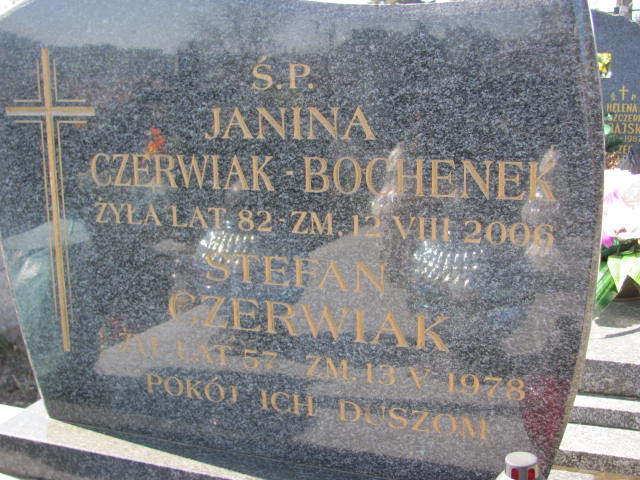 Ś.P.
JANINA
CZERWIAK - BOCHENEK
ŻYŁA LAT 82 - ZM. 12 VIII 2006
STEFAN
CZERWIAK
ŻYŁ LAT 57 - ZM. 13 V 1978
POKÓJ ICH DUSZOM
Ś P
HELENA